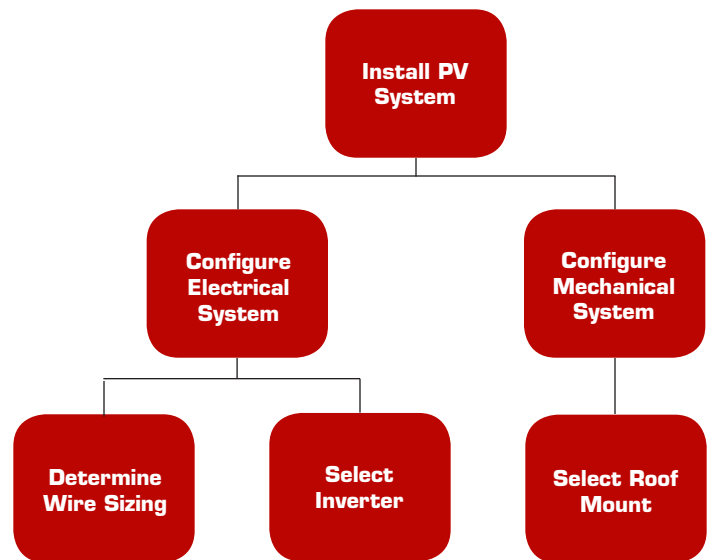 Install PV
System
Configure
Electrical
System
Configure
Mechanical
System
Determine
Wire Sizing
Select
Inverter
Select Roof
Mount